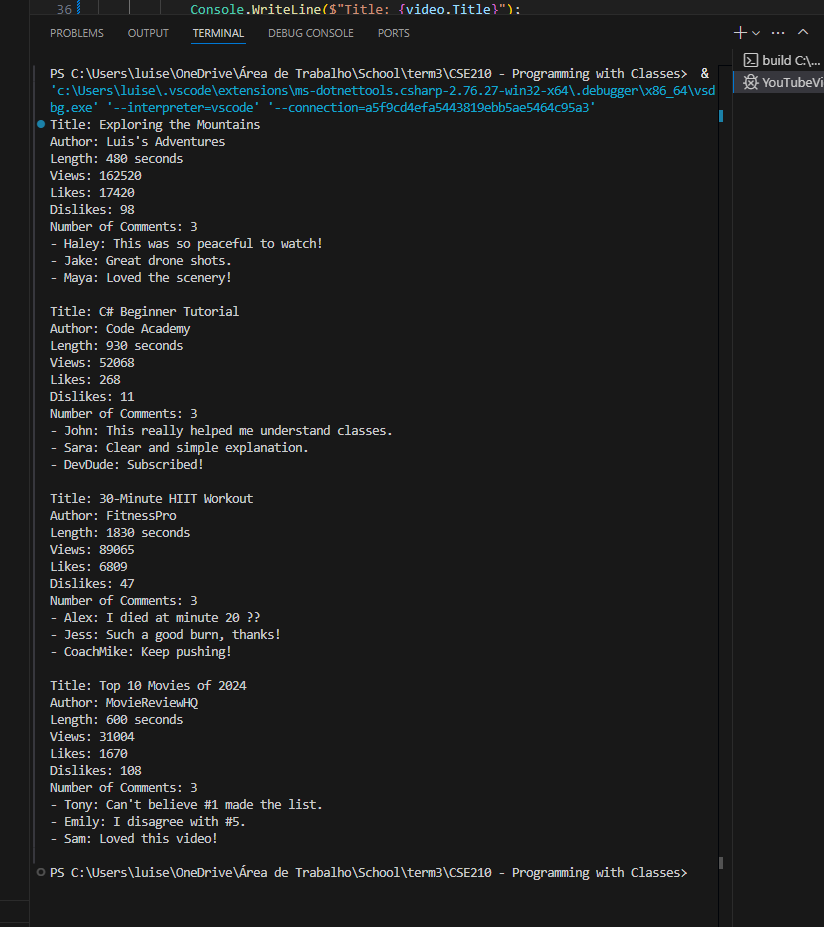 36 Console.WriteLine($"Title: {video.Title}");
PROBLEMS OUTPUT TERMINAL DEBUG CONSOLE PORTS
PS C:\Users\luise\OneDrive\Área de Trabalho\School\term3\CSE210 - Programming with Classes>  &
'c:\Users\luise\.vscode\extensions\ms-dotnettools.csharp-2.76.27-win32-x64\.debugger\x86_64\vsd
bg.exe' '--interpreter=vscode' '--connection=a5f9cd4efa5443819ebb5ae5464c95a3'
Title: Exploring the Mountains
Author: Luis's Adventures
Length: 480 seconds
Views: 162520
Likes: 17420
Dislikes: 98
Number of Comments: 3
- Haley: This was so peaceful to watch!
- Jake: Great drone shots.
- Maya: Loved the scenery!
Title: C# Beginner Tutorial
Author: Code Academy
Length: 930 seconds
Views: 52068
Likes: 268
Dislikes: 11
Number of Comments: 3
- John: This really helped me understand classes.
- Sara: Clear and simple explanation.
- DevDude: Subscribed!
Title: 30-Minute HIIT Workout
Author: FitnessPro
Length: 1830 seconds
Views: 89065
Likes: 6809
Dislikes: 47
Number of Comments: 3
- Alex: I died at minute 20 ??
- Jess: Such a good burn, thanks!
- CoachMike: Keep pushing!
Title: Top 10 Movies of 2024
Author: MovieReviewHQ
Length: 600 seconds
Views: 31004
Likes: 1670
Dislikes: 108
Number of Comments: 3
- Tony: Can't believe #1 made the list.
- Emily: I disagree with #5.
- Sam: Loved this video!
PS C:\Users\luise\OneDrive\Área de Trabalho\School\term3\CSE210 - Programming with Classes>
build C:\...
YouTubeVi